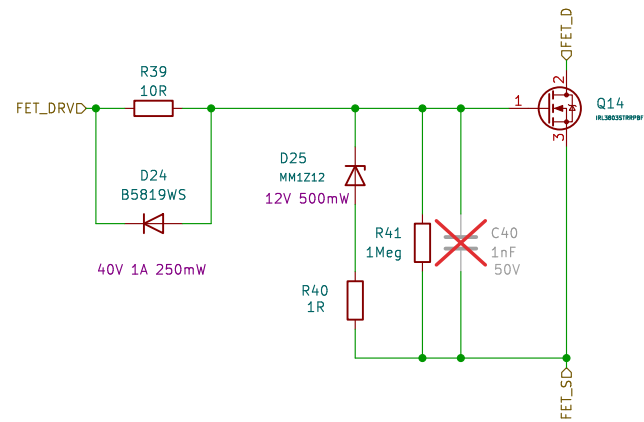 FET_D
R39
10R
FET_DRV
1
2
3
Q14
IRL3803STRRPBF
D24
B5819WS
40V 1A 250mW
D25
MM1Z12
12V 500mW
R41
1Meg
C40
1nF
50V
R40
1R
FET_S